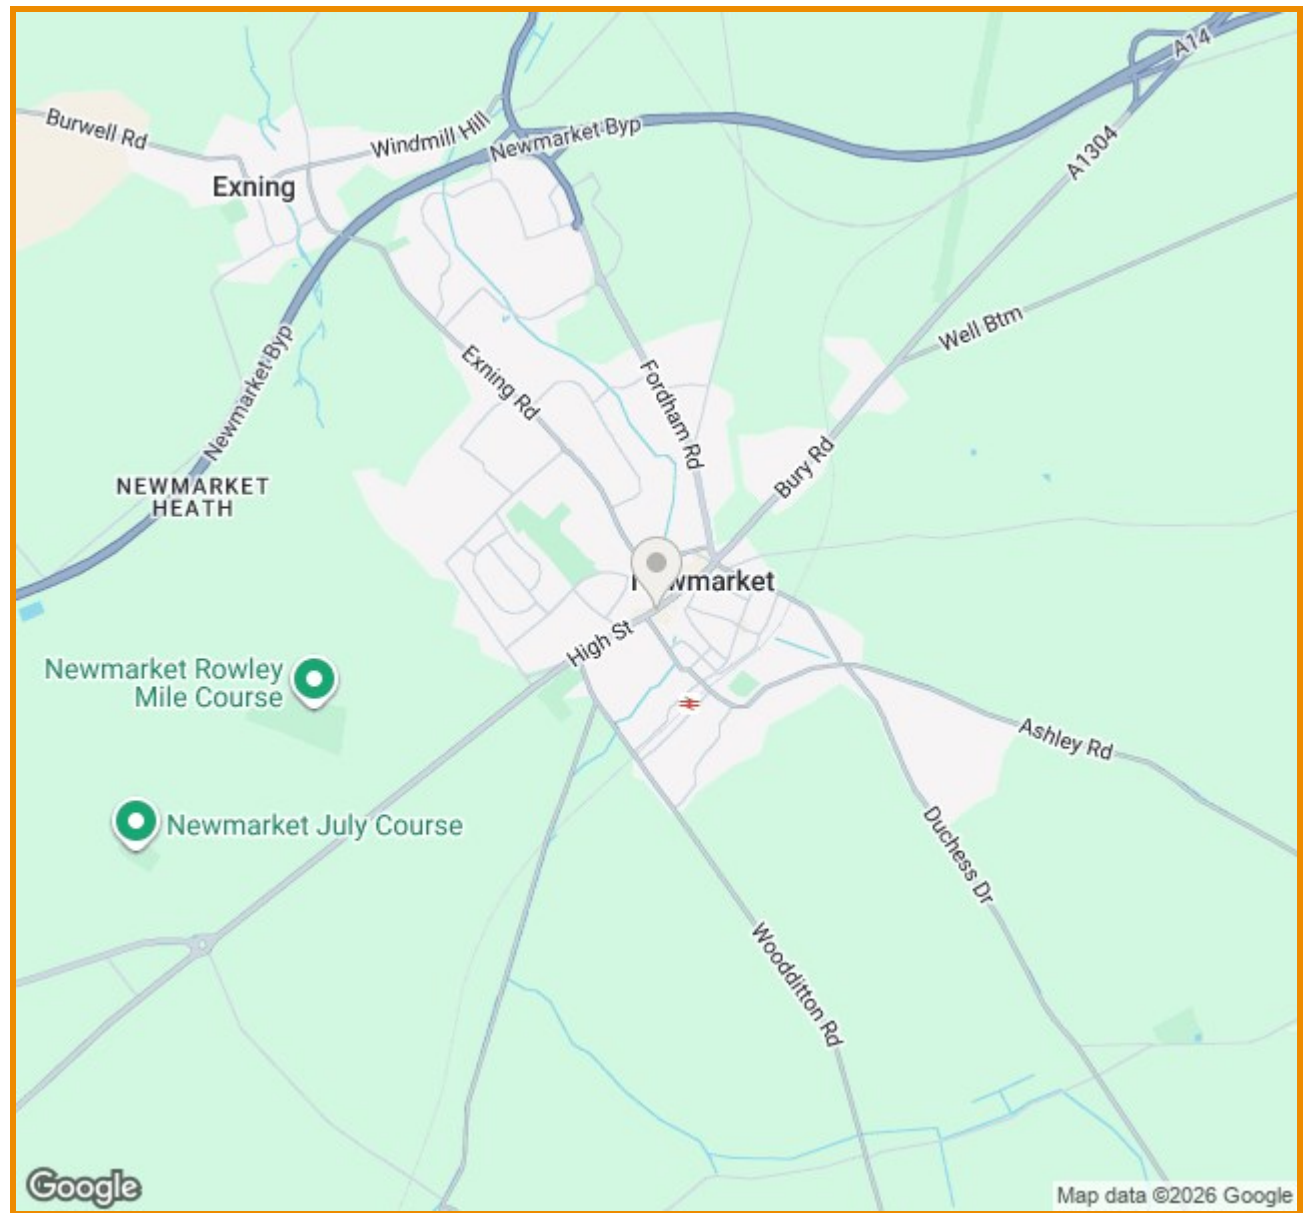 A14
Burwell Rd
Windmill Hill
Newmarket Byp
A1304
Exning
Well Btm
Newmarket Byp
Exning Rd
Fordham Rd
Bury Rd
NEWMARKET
HEATH
Newmarket
High St
Newmarket Rowley
Mile Course
Ashley Rd
Newmarket July Course
Duchess Dr
Woodditton Rd
Google
Map data ©2026 Google